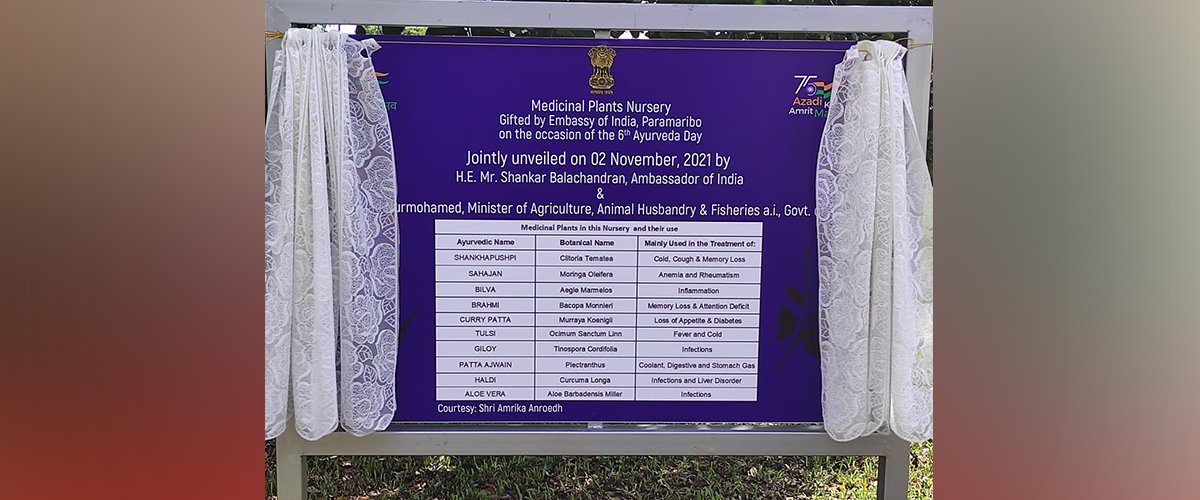 सत्यमेव जयते
Medicinal Plants Nursery
Gifted by Embassy of India, Paramaribo
on the occasion of the 6th Ayurveda Day
75
Azadi
Amrit
Jointly unveiled on 02 November, 2021 by
H.E. Mr. Shankar Balachandran, Ambassador of India
&
urmohamed, Minister of Agriculture, Animal Husbandry & Fisheries a.i., Govt.
Medicinal Plants in this Nursery and their use
Ayurvedic Name Botanical Name Mainly Used in the Treatment of:
SHANKHAPUSHPI Clitoria Tematea Cold, Cough & Memory Loss
SAHAJAN Moringa Oleifera Anemia and Rheumatism
BILVA Aegle Marmelos Inflammation
BRAHMI Bacopa Monnieri Memory Loss & Attention Deficit
CURRY PATTA Murraya Koenigii Loss of Appetite & Diabetes
TULSI Ocimum Sanctum Linn Fever and Cold
GILOY Tinospora Cordifolia Infections
PATTA AJWAIN Plectranthus Coolant, Digestive and Stomach Gas
HALDI Curcuma Longa Infections and Liver Disorder
ALOE VERA Aloe Barbadensis Miller Infections
Courtesy: Shri Amrika Anroedh